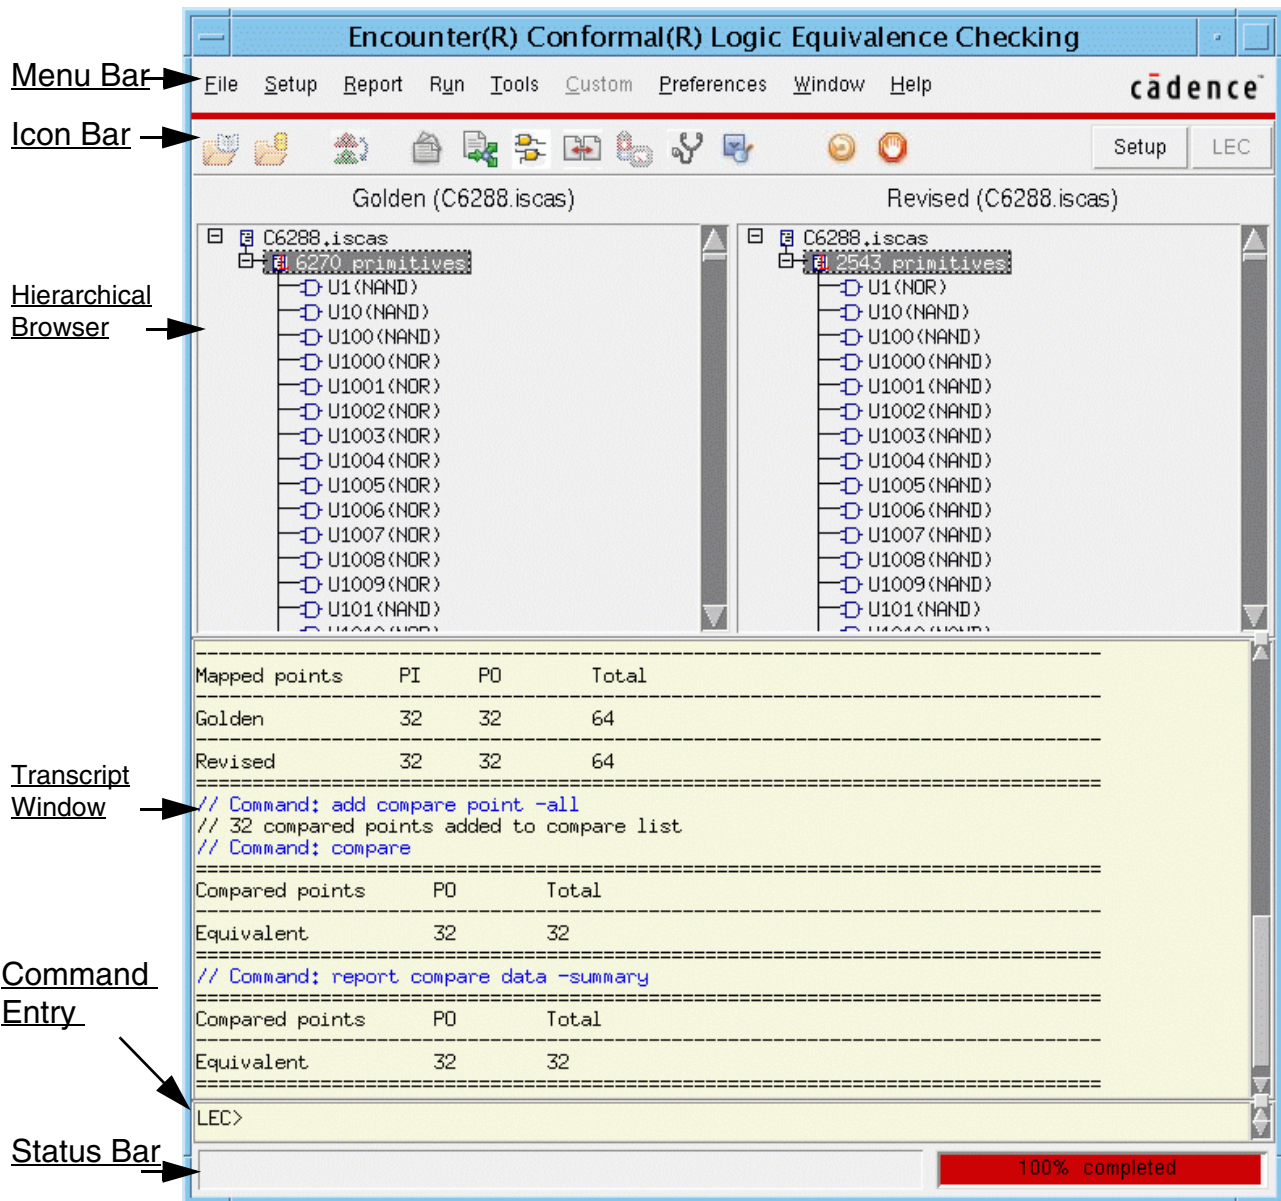 Encounter(R) Conformal(R) Logic Equivalence Checking
Menu Bar
File Setup Report Run Tools Custom Preferences Window Help
cādence™
Icon Bar
Setup LEC
Golden (C6288.iscas)
Revised (C6288.iscas)
Hierarchical
Browser
C6288.iscas
6270 primitives
U1(NAND)
U10(NAND)
U100(NAND)
U1000(NOR)
U1001(NOR)
U1002(NOR)
U1003(NOR)
U1004(NOR)
U1005(NOR)
U1006(NOR)
U1007(NOR)
U1008(NOR)
U1009(NOR)
U101(NAND)
C6288.iscas
2543 primitives
U1(NOR)
U10(NAND)
U100(NAND)
U1000(NAND)
U1001(NAND)
U1002(NAND)
U1003(NAND)
U1004(NAND)
U1005(NAND)
U1006(NAND)
U1007(NAND)
U1008(NAND)
U1009(NAND)
U101(NAND)
Transcript
Window
Mapped points PI PO Total
Golden 32 32 64
Revised 32 32 64
// Command: add compare point -all
// 32 compared points added to compare list
// Command: compare
Compared points PO Total
Equivalent 32 32
// Command: report compare data -summary
Compared points PO Total
Equivalent 32 32
Command
Entry
LEC>
Status Bar
100% completed